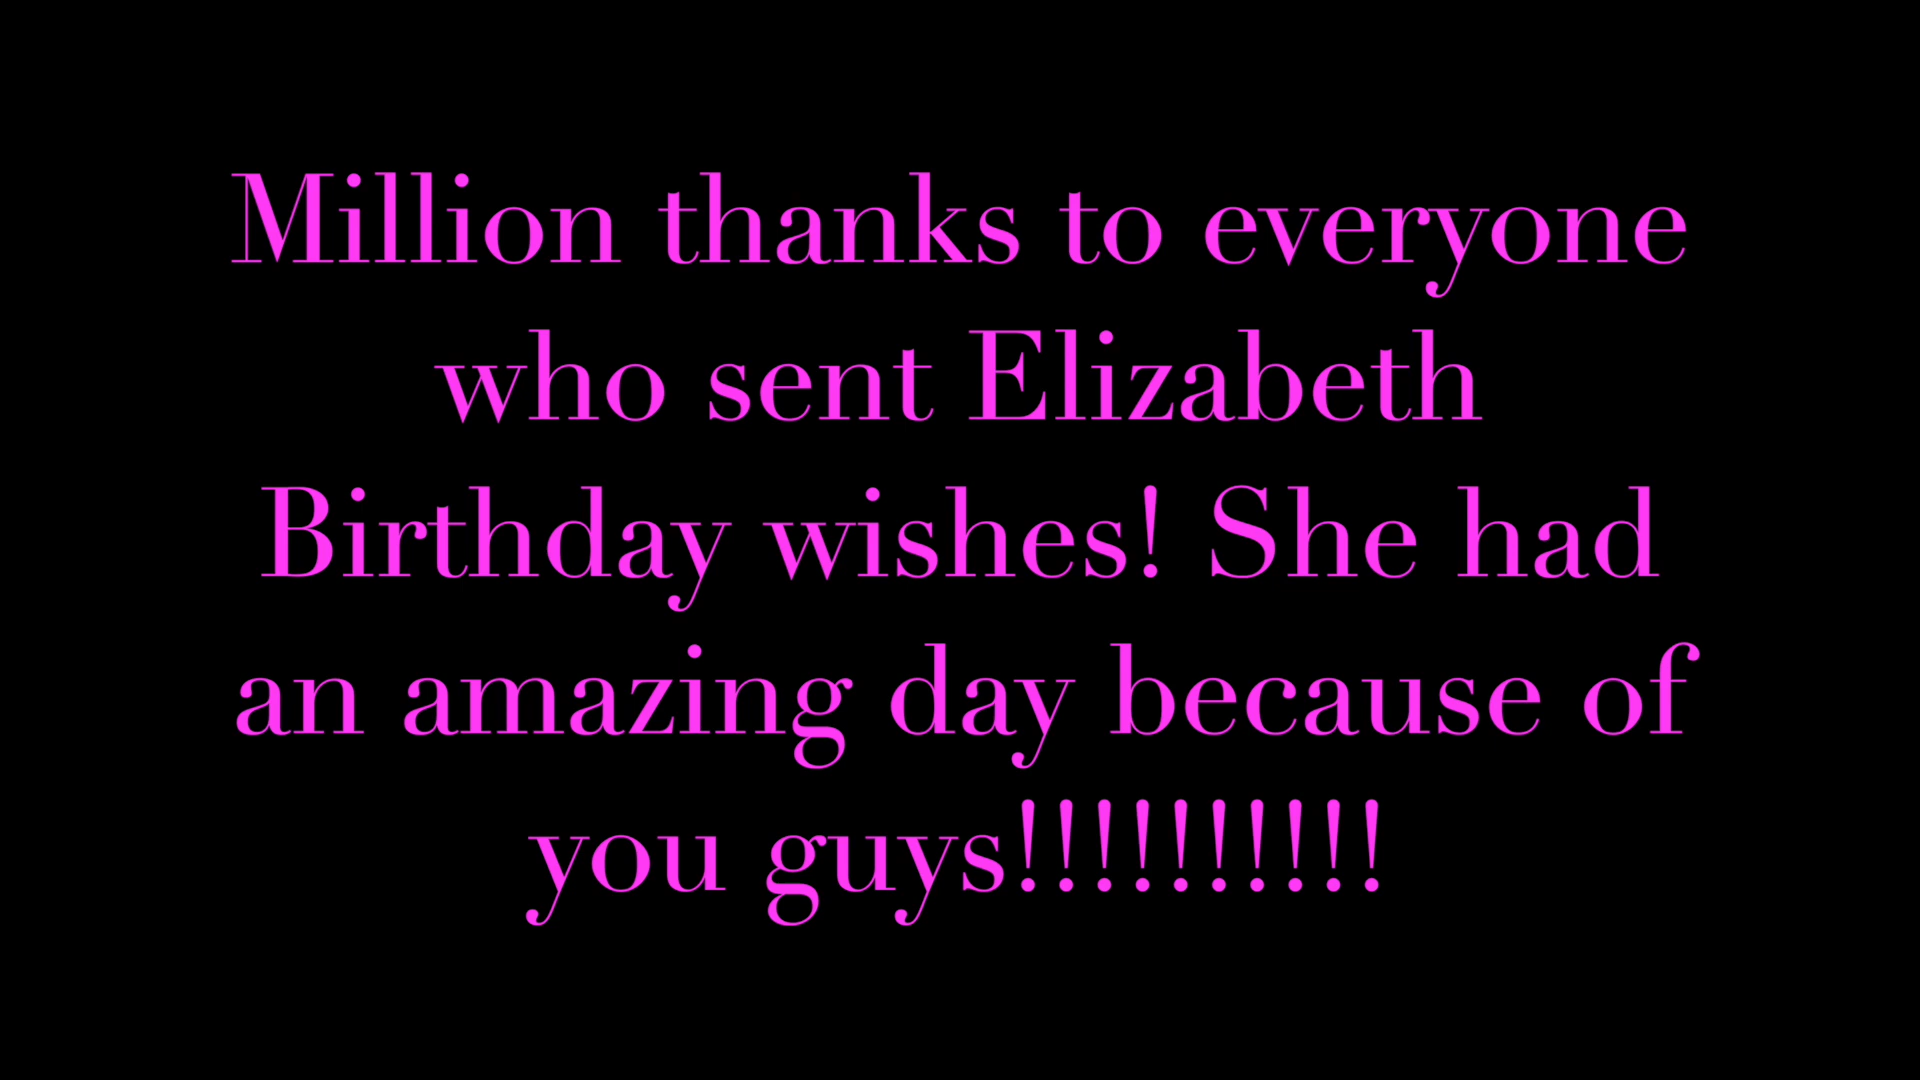 Million thanks to everyone
who sent Elizabeth
Birthday wishes! She had
an amazing day because of
you guys!!!!!!!!!!